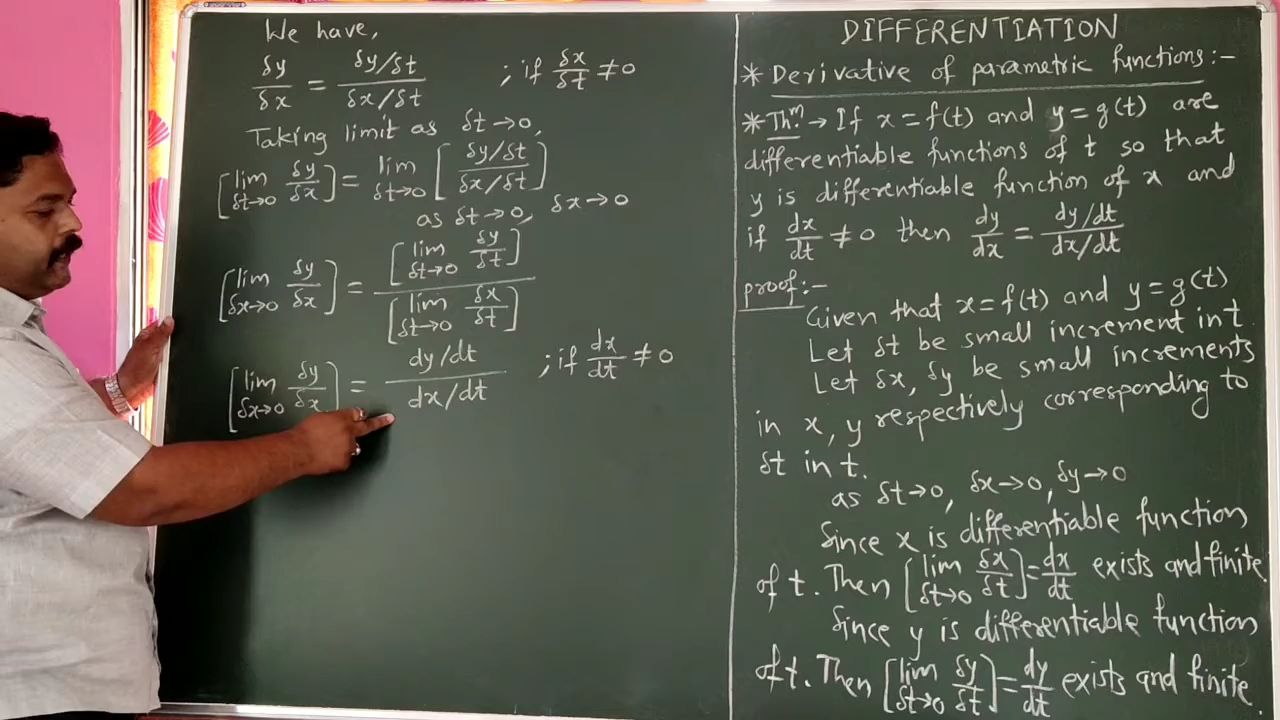 We have,
δy/δx = (δy/δt)/(δx/δt) ; if δx/δt ≠ 0
Taking limit as δt→0,
[lim δt→0 δy/δx] = lim δt→0 [(δy/δt)/(δx/δt)]
as δt→0, δx→0
[lim δx→0 δy/δx] = [lim δt→0 δy/δt]/[lim δt→0 δx/δt]
[lim δx→0 δy/δx] = (dy/dt)/(dx/dt) ; if dx/dt ≠ 0
DIFFERENTIATION
* Derivative of parametric functions:-
* Thm. → If x=f(t) and y=g(t) are
differentiable functions of t so that
y is differentiable function of x and
if dx/dt ≠ 0 then dy/dx = (dy/dt)/(dx/dt)
proof:-
Given that x=f(t) and y=g(t)
Let δt be small increment in t
Let δx, δy be small increments
in x, y respectively corresponding to
δt in t.
as δt→0, δx→0, δy→0
Since x is differentiable function
of t. Then [lim δt→0 δx/δt] = dx/dt exists and finite.
Since y is differentiable function
of t. Then [lim δt→0 δy/δt] = dy/dt exists and finite.